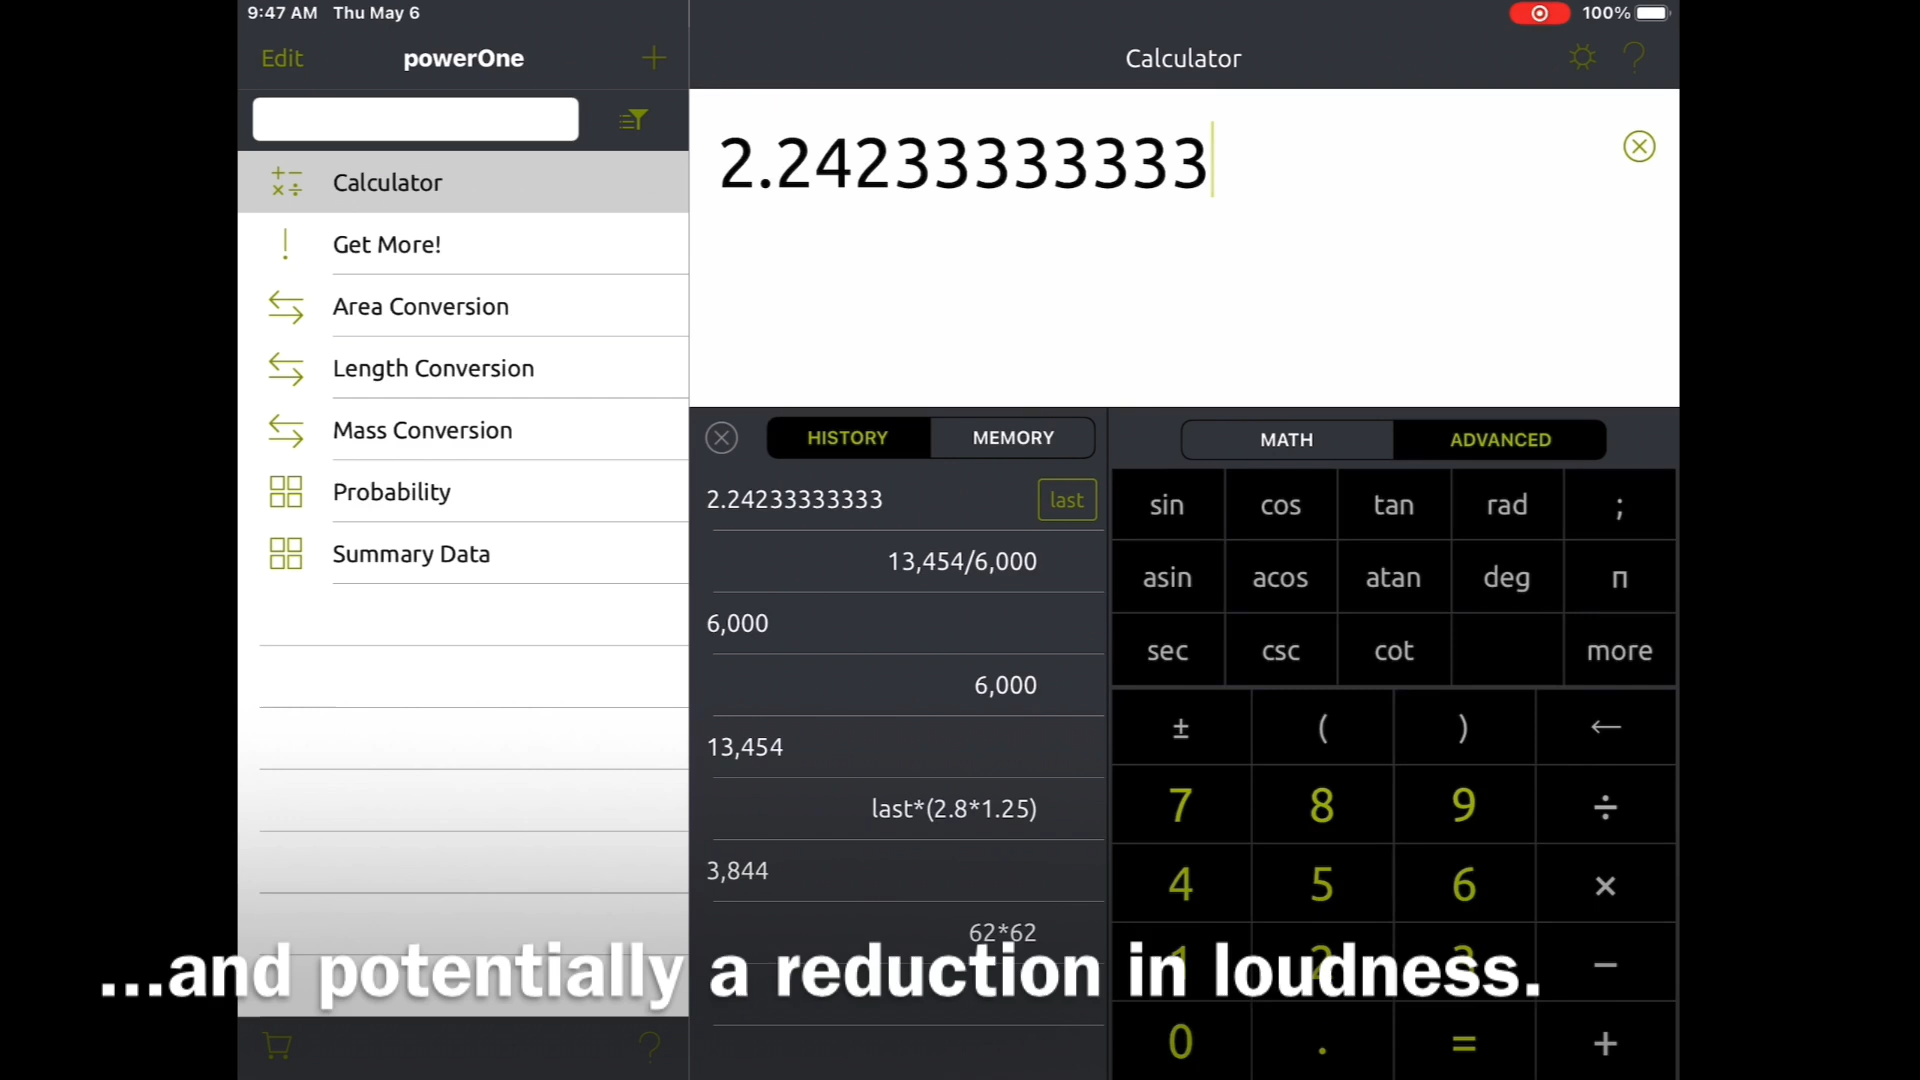 9:47 AM Thu May 6
100%
Edit
powerOne
+
Calculator
?
2.24233333333
Calculator
Get More!
Area Conversion
Length Conversion
Mass Conversion
Probability
Summary Data
?
HISTORY
MEMORY
2.24233333333
last
13,454/6,000
6,000
6,000
13,454
last*(2.8*1.25)
3,844
62*62
MATH
ADVANCED
sin cos tan rad ;
asin acos atan deg π
sec csc cot more
± ( ) ←
7 8 9 ÷
4 5 6 ×
1 2 3 −
0 . = +
...and potentially a reduction in loudness.